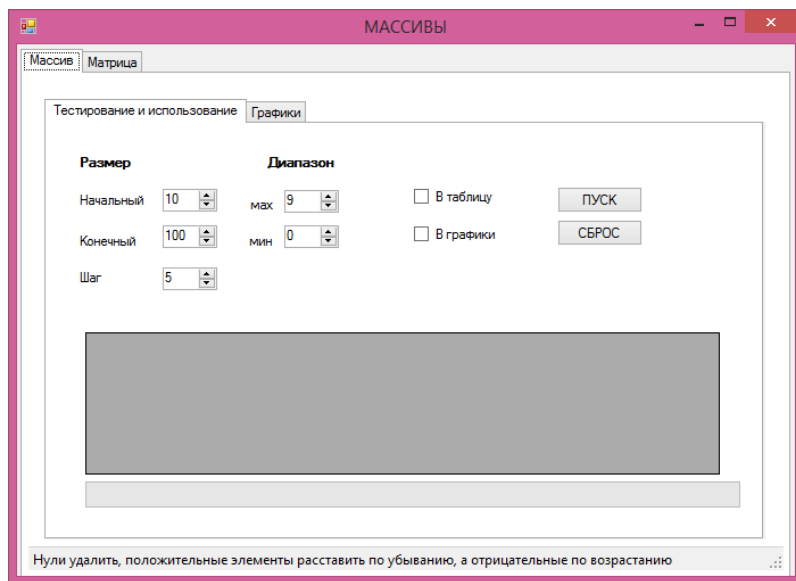 МАССИВЫ
Массив Матрица
Тестирование и использование Графики
Размер Диапазон
Начальный 10 мах 9 В таблицу ПУСК
Конечный 100 мин 0 В графики СБРОС
Шаг 5
Нули удалить, положительные элементы расставить по убыванию, а отрицательные по возрастанию